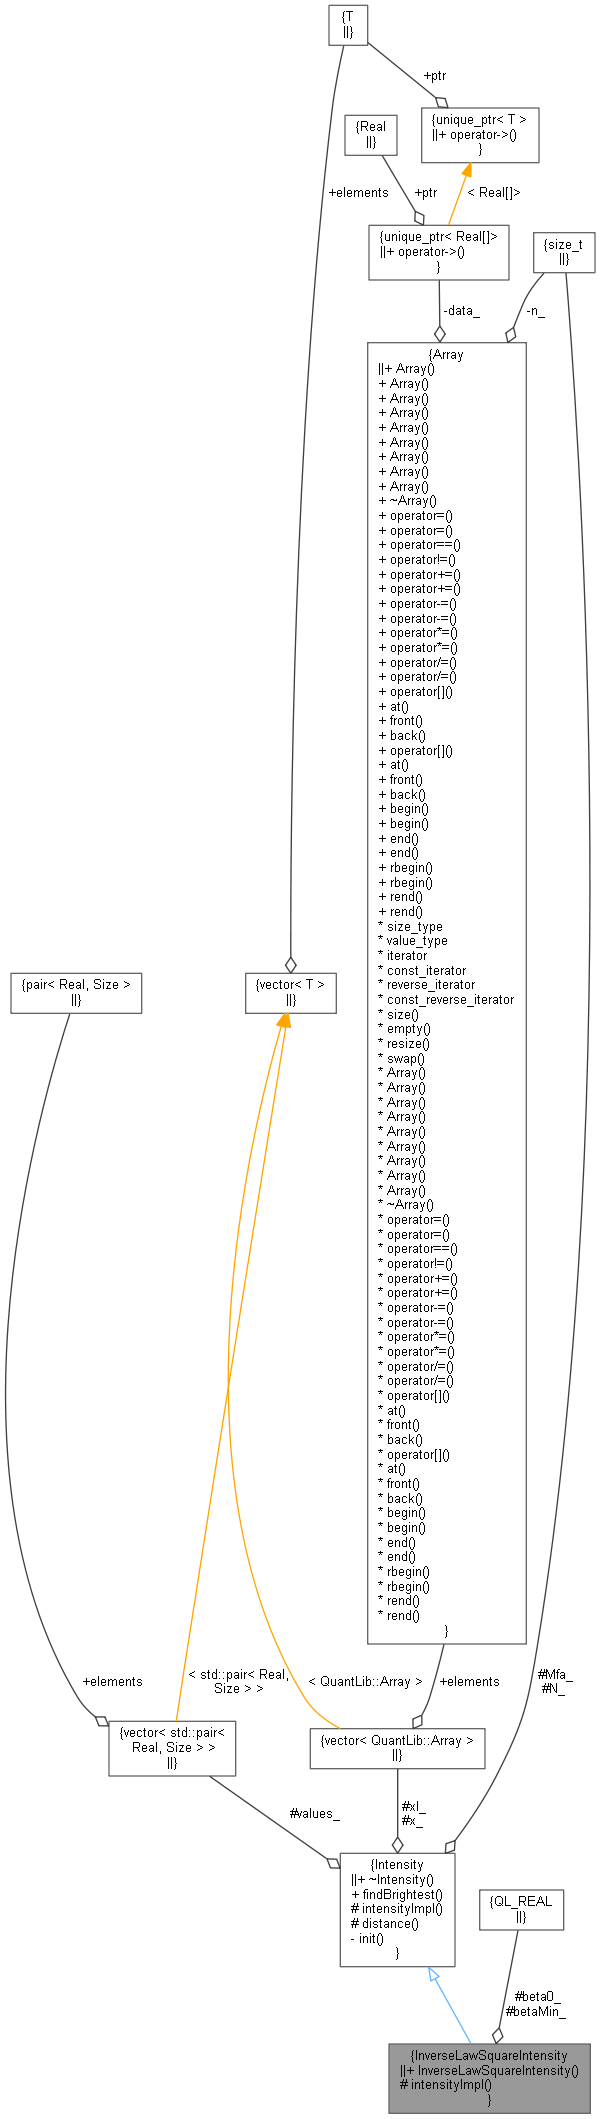 {T
||}
+ptr
{unique_ptr< T >
||+ operator->()
}
{Real
||}
+elements
+ptr
< Real[]>
{unique_ptr< Real[]>
||+ operator->()
}
{size_t
||}
-data_
-n_
{Array
||+ Array()
+ Array()
+ Array()
+ Array()
+ Array()
+ Array()
+ Array()
+ Array()
+ Array()
+ ~Array()
+ operator=()
+ operator=()
+ operator==()
+ operator!=()
+ operator+=()
+ operator+=()
+ operator-=()
+ operator-=()
+ operator*=()
+ operator*=()
+ operator/=()
+ operator/=()
+ operator[]()
+ at()
+ front()
+ back()
+ operator[]()
+ at()
+ front()
+ back()
+ begin()
+ begin()
+ end()
+ end()
+ rbegin()
+ rbegin()
+ rend()
+ rend()
* size_type
* value_type
* iterator
* const_iterator
* reverse_iterator
* const_reverse_iterator
* size()
* empty()
* resize()
* swap()
* Array()
* Array()
* Array()
* Array()
* Array()
* Array()
* Array()
* Array()
* Array()
* ~Array()
* operator=()
* operator=()
* operator==()
* operator!=()
* operator+=()
* operator+=()
* operator-=()
* operator-=()
* operator*=()
* operator*=()
* operator/=()
* operator/=()
* operator[]()
* at()
* front()
* back()
* operator[]()
* at()
* front()
* back()
* begin()
* begin()
* end()
* end()
* rbegin()
* rbegin()
* rend()
* rend()
}
{pair< Real, Size >
||}
{vector< T >
||}
+elements
< std::pair< Real,
Size > >
< QuantLib::Array >
+elements
#Mfa_
#N_
{vector< std::pair<
Real, Size > >
||}
{vector< QuantLib::Array >
||}
#values_
#xI_
#x_
{Intensity
||+ ~Intensity()
+ findBrightest()
# intensityImpl()
# distance()
- init()
}
{QL_REAL
||}
#beta0_
#betaMin_
{InverseLawSquareIntensity
||+ InverseLawSquareIntensity()
# intensityImpl()
}